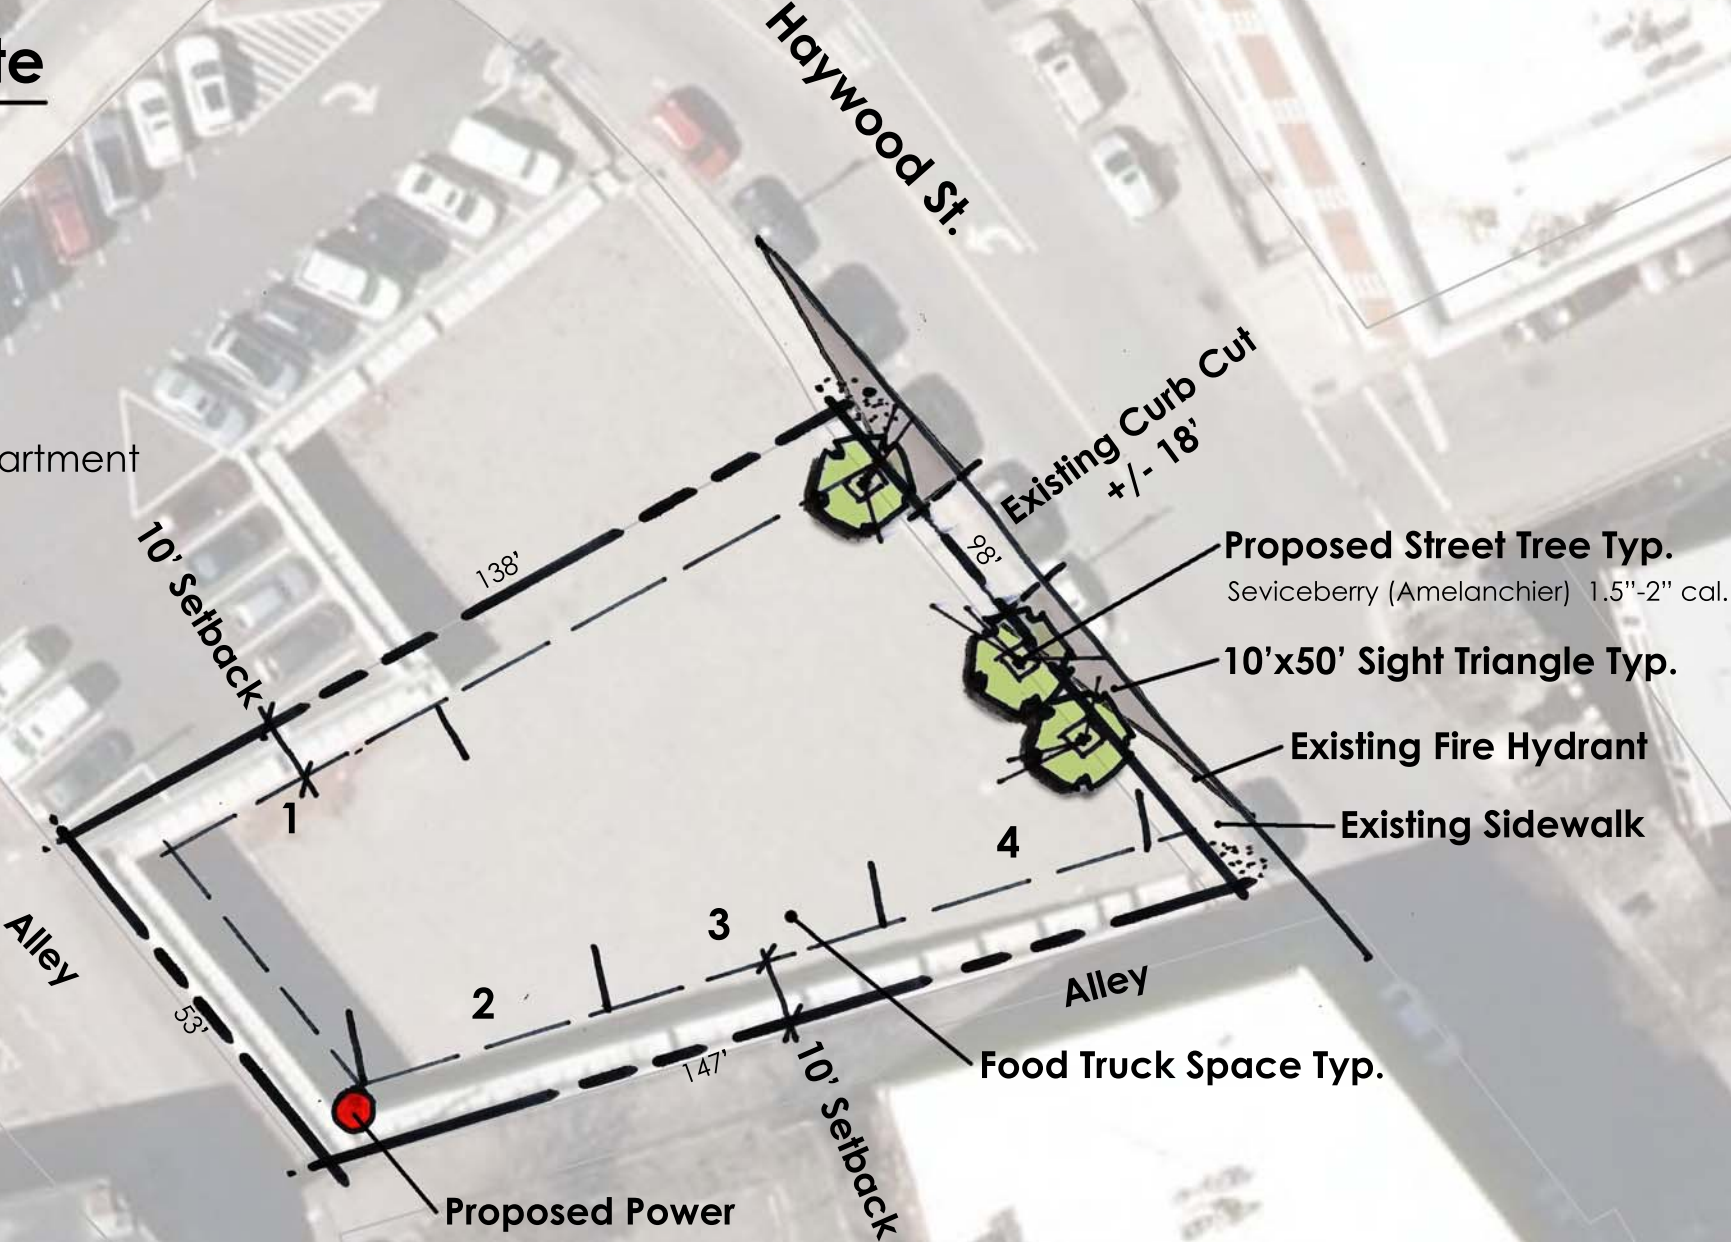 te
Haywood St.
Existing Curb Cut
+/- 18'
artment
10' Setback
138'
98'
Proposed Street Tree Typ.
Seviceberry (Amelanchier) 1.5"-2" cal.
10'x50' Sight Triangle Typ.
Existing Fire Hydrant
1
Existing Sidewalk
4
Alley
3
Alley
2
53'
147'
Food Truck Space Typ.
10' Setback
Proposed Power